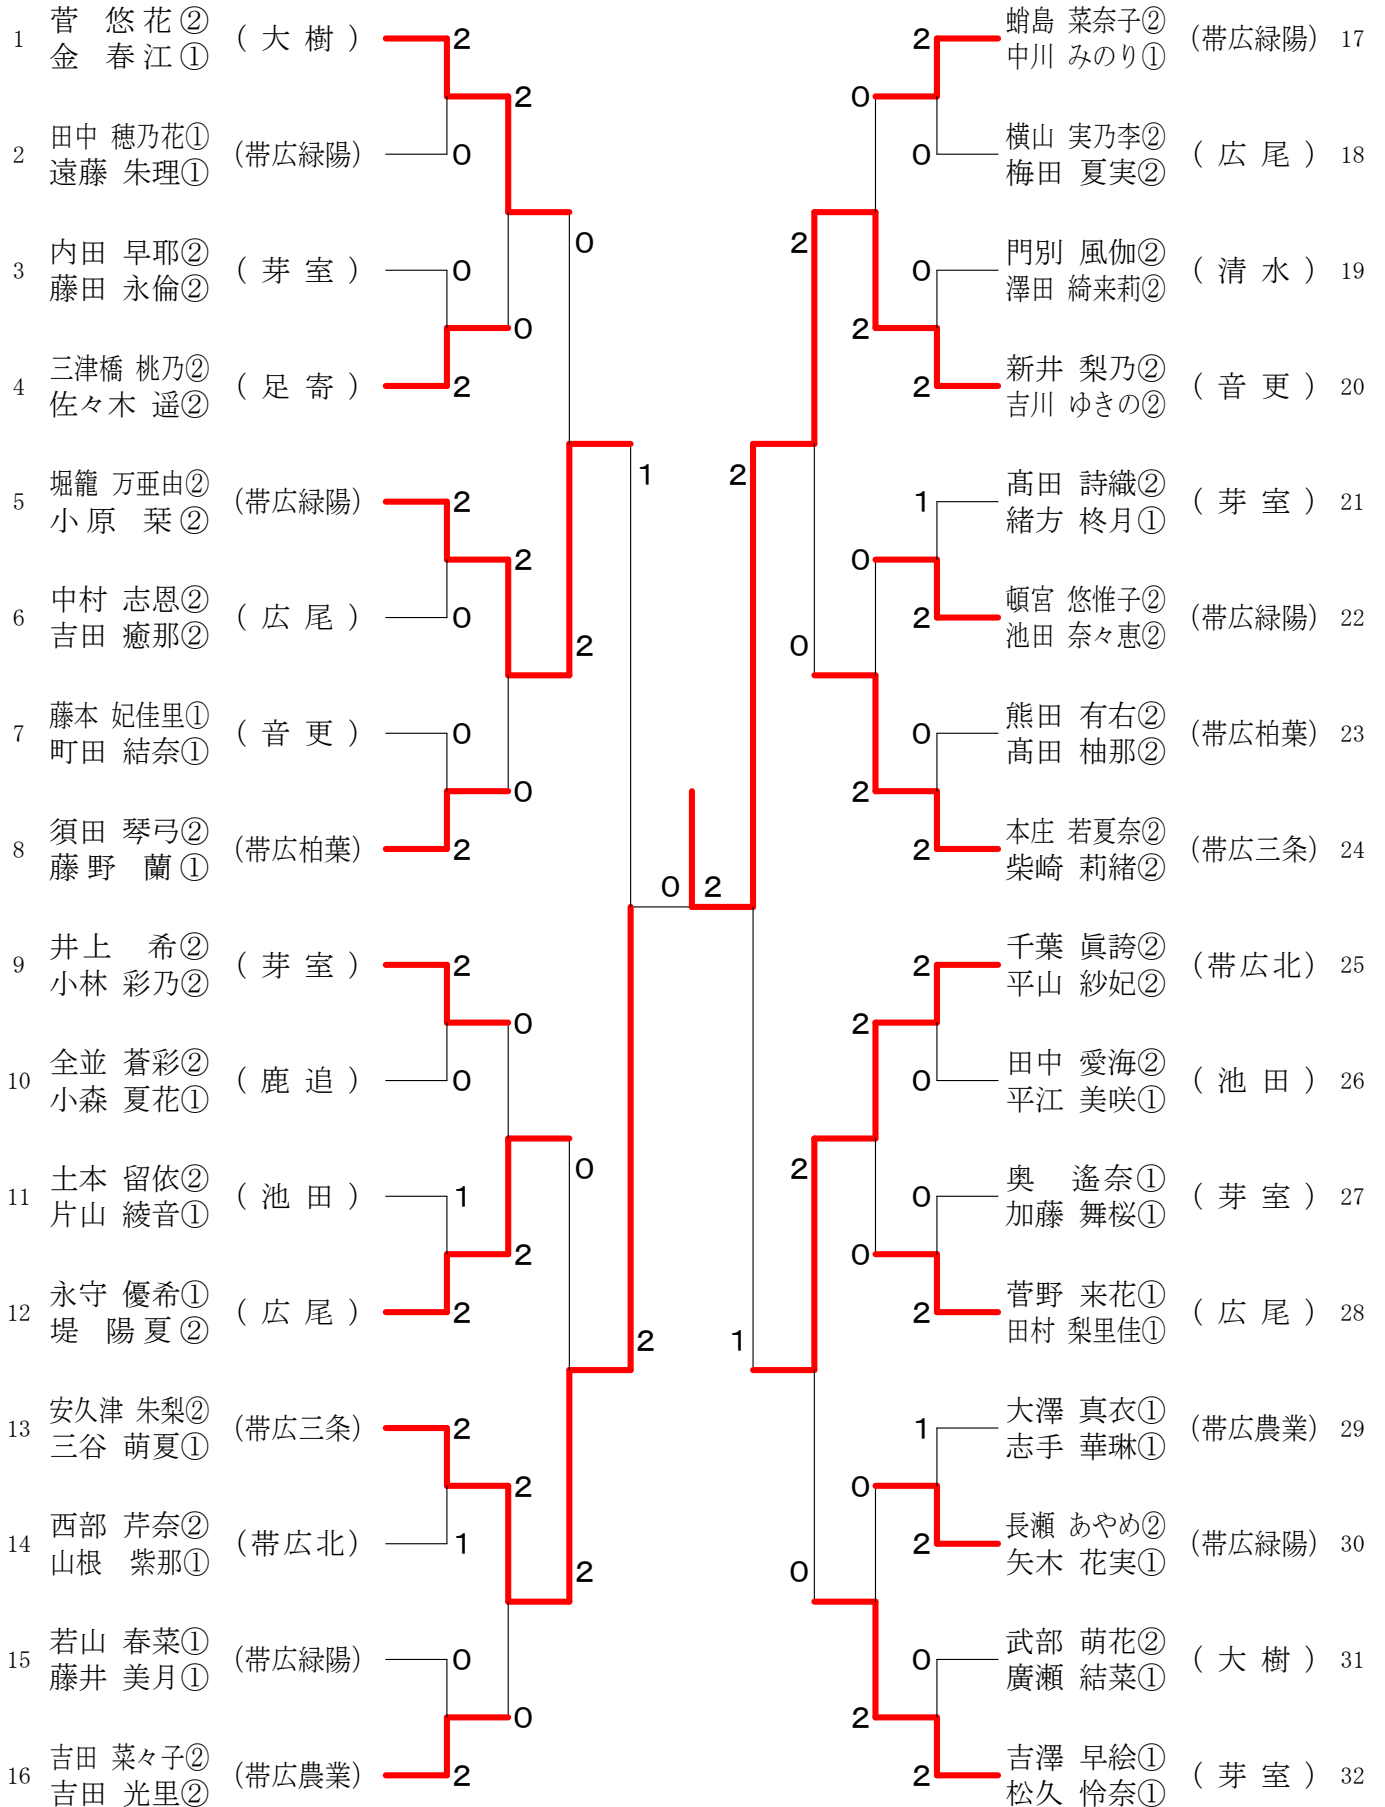 1 菅 悠花② 金 春江① (大樹) 2
2 田中 穂乃花① 遠藤 朱理① (帯広緑陽) 0
3 内田 早耶② 藤田 永倫② (芽室) 0
4 三津橋 桃乃② 佐々木 遥② (足寄) 2
5 堀籠 万亜由② 小原 栞② (帯広緑陽) 2
6 中村 志恩② 吉田 癒那② (広尾) 0
7 藤本 妃佳里① 町田 結奈① (音更) 0
8 須田 琴弓② 藤野 蘭① (帯広柏葉) 2
9 井上 希② 小林 彩乃② (芽室) 2
10 全並 蒼彩② 小森 夏花① (鹿追) 0
11 土本 留依② 片山 綾音① (池田) 1
12 永守 優希① 堤 陽夏② (広尾) 2
13 安久津 朱梨② 三谷 萌夏① (帯広三条) 2
14 西部 芹奈② 山根 紫那① (帯広北) 1
15 若山 春菜① 藤井 美月① (帯広緑陽) 0
16 吉田 菜々子② 吉田 光里② (帯広農業) 2
2
0
2
0
0
2
2
0
0
2
0
2
1
2
0 2
2
1
2
0
2
0
0
2
0
2
2
0
0
2
2 蛸島 菜奈子② 中川 みのり① (帯広緑陽) 17
0 横山 実乃李② 梅田 夏実② (広尾) 18
0 門別 風伽② 澤田 綺来莉② (清水) 19
2 新井 梨乃② 吉川 ゆきの② (音更) 20
1 髙田 詩織② 緒方 柊月① (芽室) 21
2 頓宮 悠惟子② 池田 奈々恵② (帯広緑陽) 22
0 熊田 有右② 髙田 柚那② (帯広柏葉) 23
2 本庄 若夏奈② 柴崎 莉緒② (帯広三条) 24
2 千葉 眞誇② 平山 紗妃② (帯広北) 25
0 田中 愛海② 平江 美咲① (池田) 26
0 奥 遙奈① 加藤 舞桜① (芽室) 27
2 菅野 来花① 田村 梨里佳① (広尾) 28
1 大澤 真衣① 志手 華琳① (帯広農業) 29
2 長瀬 あやめ② 矢木 花実① (帯広緑陽) 30
0 武部 萌花② 廣瀬 結菜① (大樹) 31
2 吉澤 早絵① 松久 怜奈① (芽室) 32